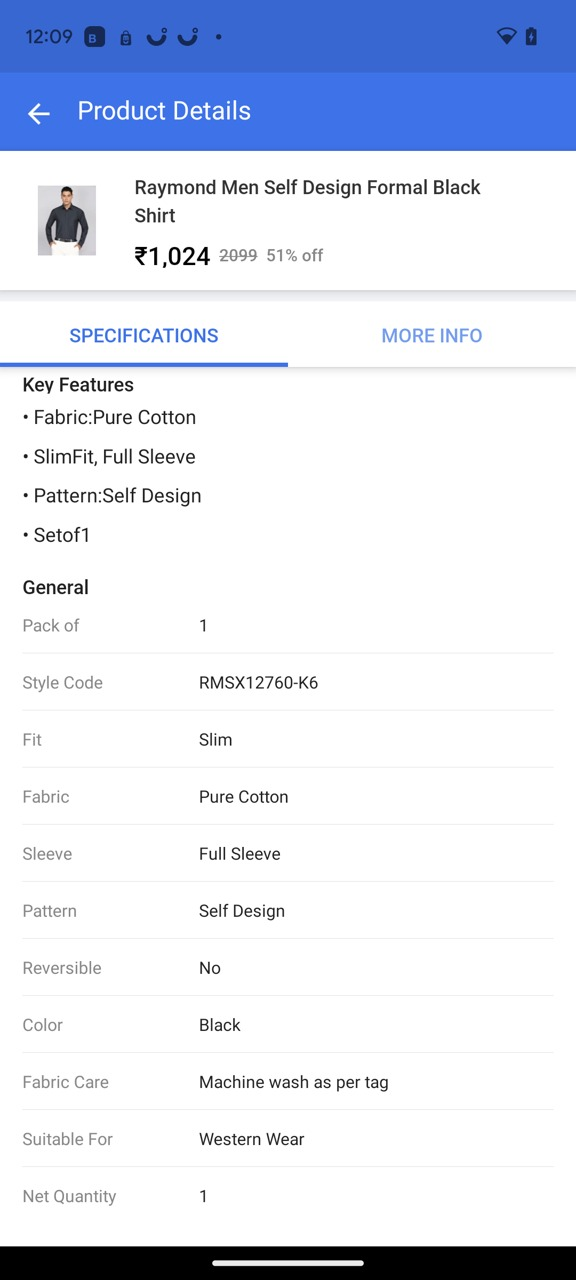 12:09
B
Product Details
Raymond Men Self Design Formal Black
Shirt
₹1,024 2099 51% off
SPECIFICATIONS MORE INFO
Key Features
• Fabric:Pure Cotton
• SlimFit, Full Sleeve
• Pattern:Self Design
• Setof1
General
Pack of 1
Style Code RMSX12760-K6
Fit Slim
Fabric Pure Cotton
Sleeve Full Sleeve
Pattern Self Design
Reversible No
Color Black
Fabric Care Machine wash as per tag
Suitable For Western Wear
Net Quantity 1